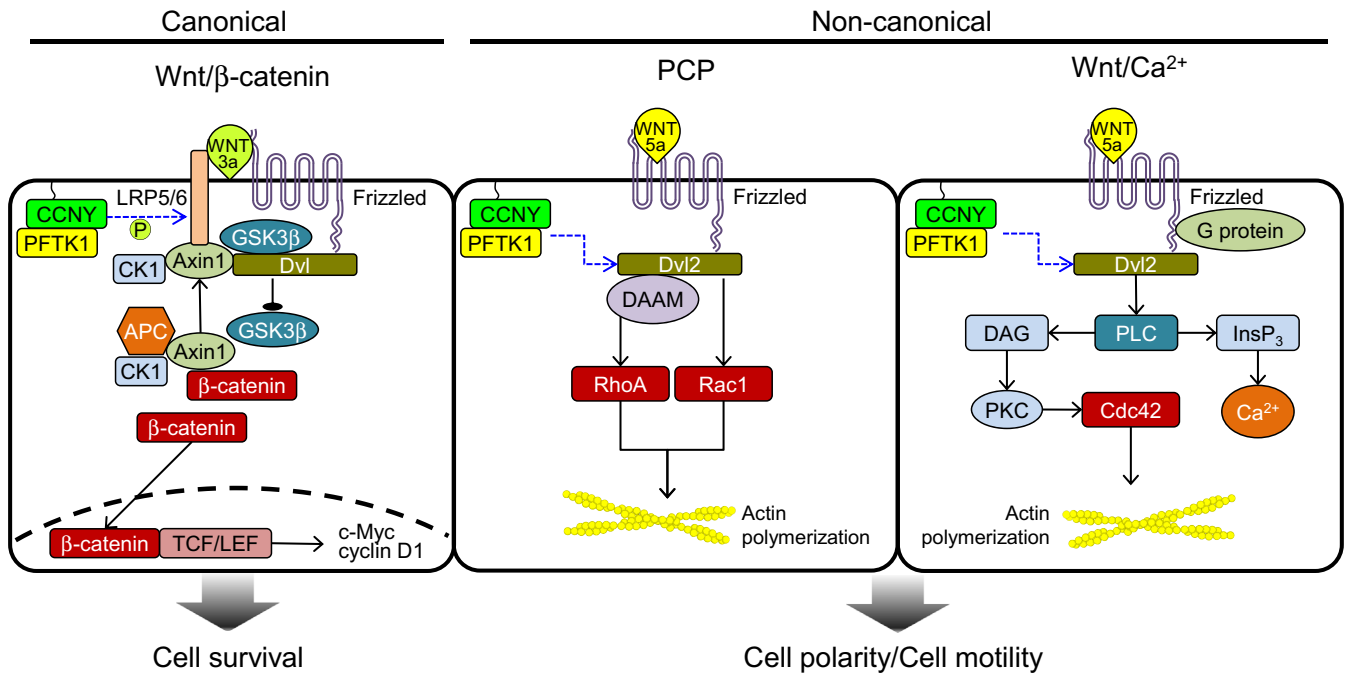 Canonical
Non-canonical
Wnt/β-catenin
PCP
Wnt/Ca²⁺
WNT
3a
LRP5/6
Frizzled
CCNY
PFTK1
P
GSK3β
CK1
Axin1
Dvl
APC
GSK3β
Axin1
CK1
β-catenin
β-catenin
β-catenin
TCF/LEF
c-Myc
cyclin D1
WNT
5a
Frizzled
CCNY
PFTK1
Dvl2
DAAM
RhoA
Rac1
Actin
polymerization
WNT
5a
Frizzled
CCNY
PFTK1
G protein
Dvl2
DAG
PLC
InsP₃
PKC
Cdc42
Ca²⁺
Actin
polymerization
Cell survival
Cell polarity/Cell motility